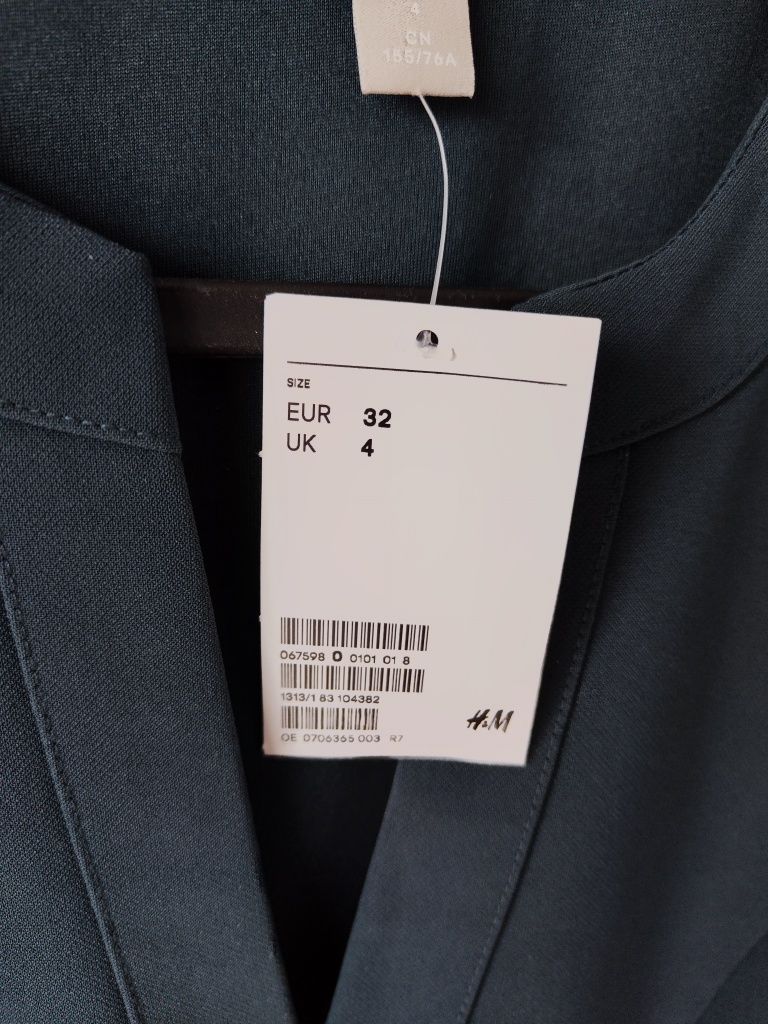 4
CN
155/76A
SIZE
EUR 32
UK 4
067598 0 0101 01 8
1313/1 83 104382
OE 0706365 003 R7
H&M